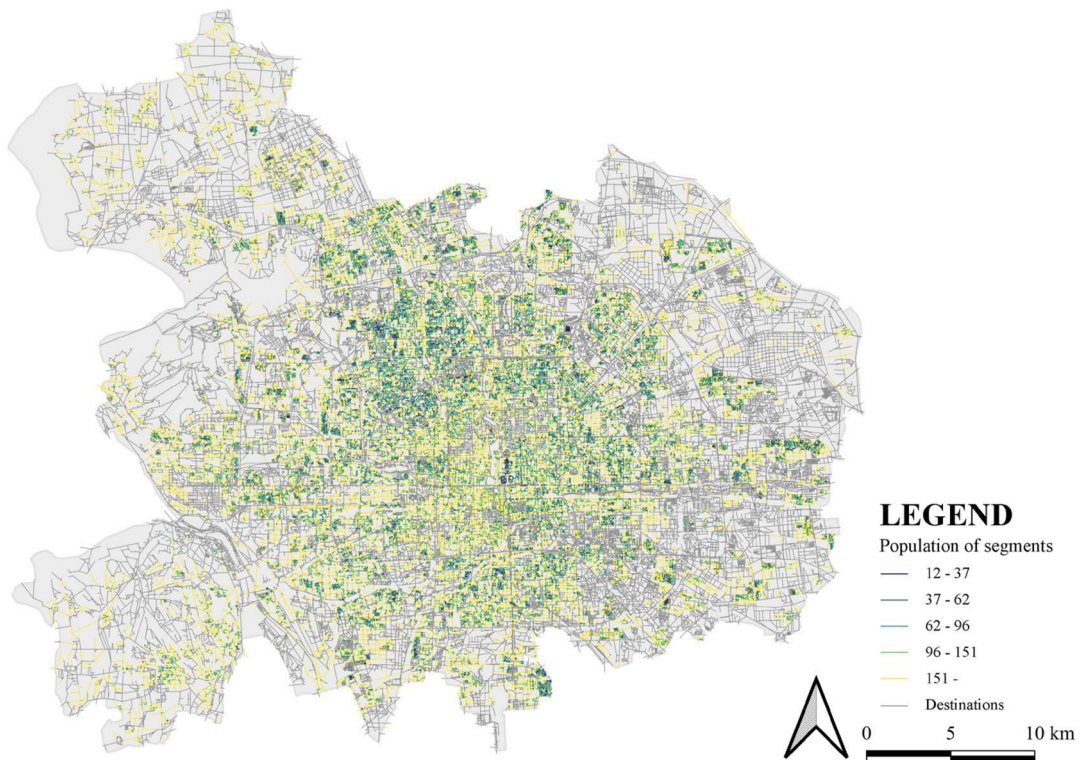 LEGEND
Population of segments
12 - 37
37 - 62
62 - 96
96 - 151
151 -
Destinations
0 5 10 km